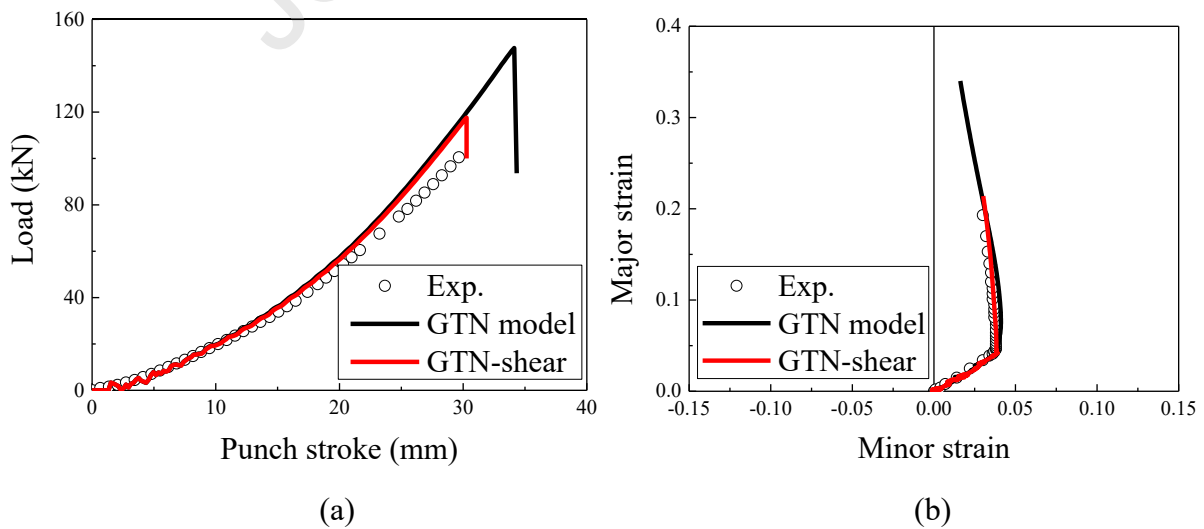 160
120
80
40
0
Load (kN)
0 10 20 30 40
Punch stroke (mm)
Exp.
GTN model
GTN-shear
(a)
0.4
0.3
0.2
0.1
0.0
Major strain
-0.15 -0.10 -0.05 0.00 0.05 0.10 0.15
Minor strain
Exp.
GTN model
GTN-shear
(b)